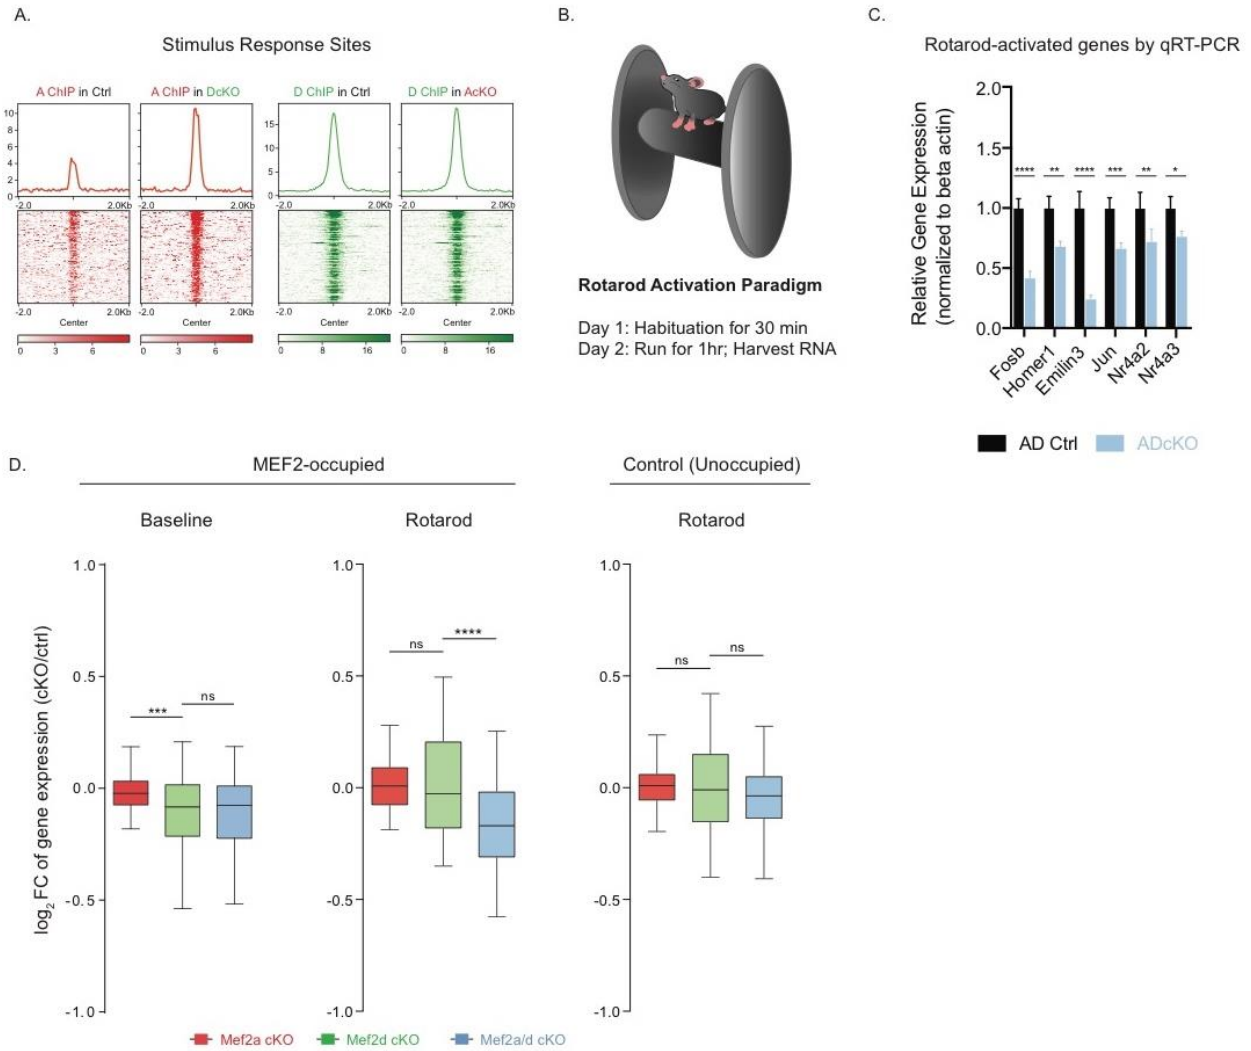 A.
Stimulus Response Sites
A ChIP in Ctrl
A ChIP in DcKO
D ChIP in Ctrl
D ChIP in AcKO
10
8
6
4
2
0
15
10
5
0
-2.0 2.0Kb
-2.0 2.0Kb
-2.0 2.0Kb
-2.0 2.0Kb
-2.0 2.0Kb
-2.0 2.0Kb
-2.0 2.0Kb
-2.0 2.0Kb
Center
Center
Center
Center
0 3 6
0 3 6
0 8 16
0 8 16
B.
Rotarod Activation Paradigm
Day 1: Habituation for 30 min
Day 2: Run for 1hr; Harvest RNA
C.
Rotarod-activated genes by qRT-PCR
Relative Gene Expression
(normalized to beta actin)
2.0
1.5
1.0
0.5
0.0
**** ** **** *** ** *
Fosb
Homer1
Emilin3
Jun
Nr4a2
Nr4a3
AD Ctrl
ADcKO
D.
MEF2-occupied
Control (Unoccupied)
Baseline
Rotarod
Rotarod
log2 FC of gene expression (cKO/ctrl)
1.0
0.5
0.0
-0.5
-1.0
***
ns
1.0
0.5
0.0
-0.5
-1.0
ns
****
1.0
0.5
0.0
-0.5
-1.0
ns
ns
Mef2a cKO
Mef2d cKO
Mef2a/d cKO